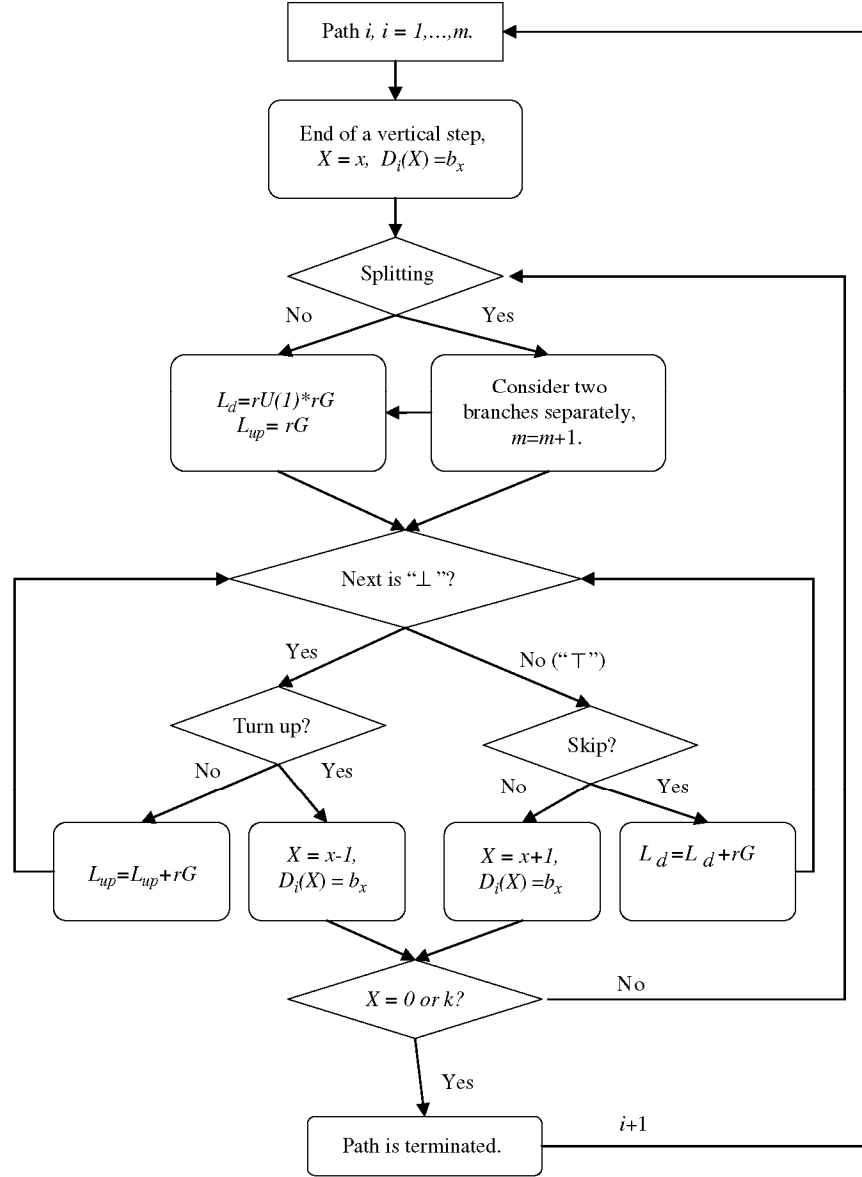 Path i, i = 1,...,m.
End of a vertical step,
X = x, D_i(X) =b_x
Splitting
No
Yes
L_d=rU(1)*rG
L_up= rG
Consider two
branches separately,
m=m+1.
Next is “⊥”?
Yes
No (“⊤”)
Turn up?
Skip?
No
Yes
No
Yes
L_up=L_up+rG
X = x-1,
D_i(X) = b_x
X = x+1,
D_i(X) =b_x
L_d=L_d+rG
X = 0 or k?
No
Yes
Path is terminated.
i+1